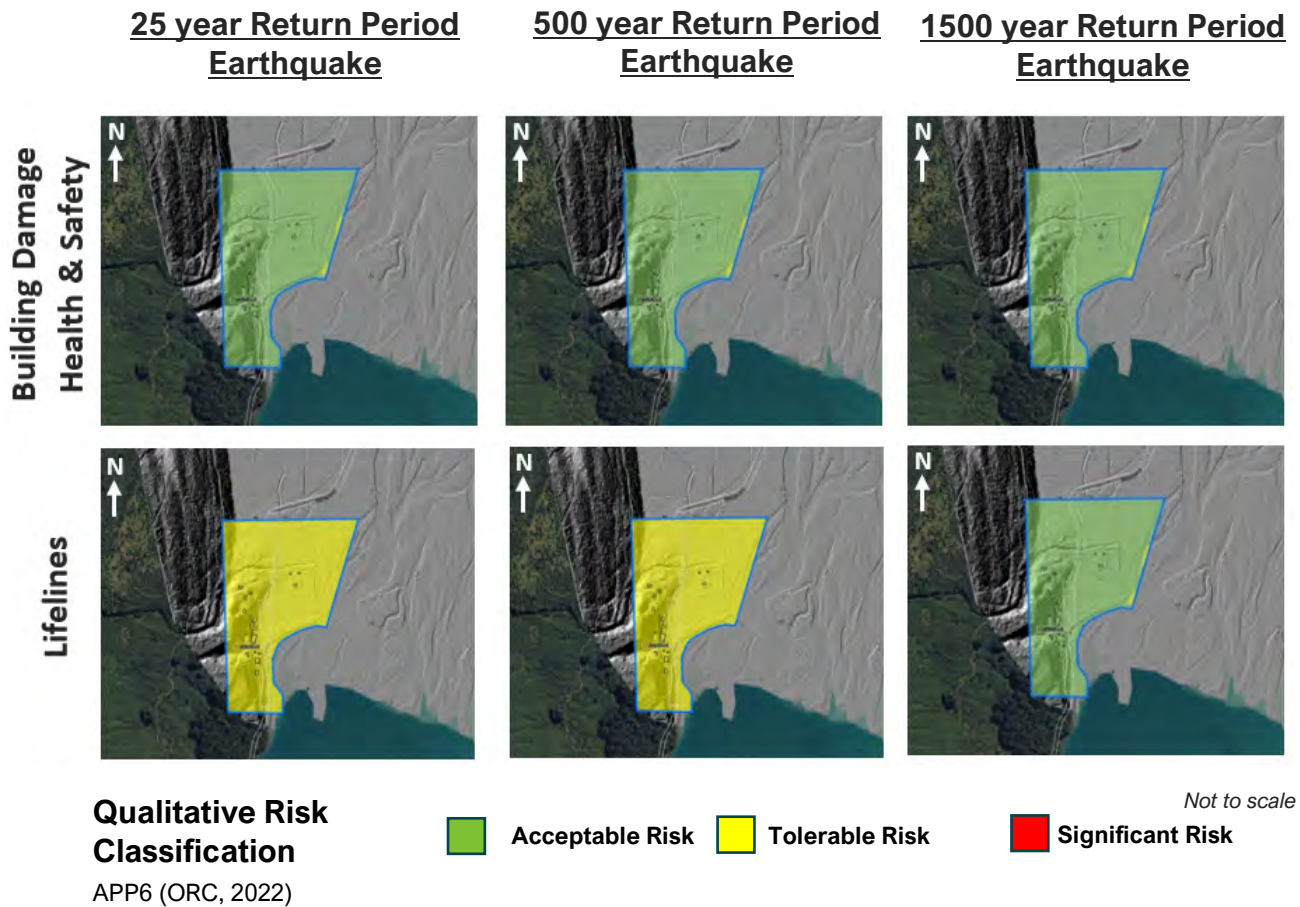 25 year Return Period
Earthquake
500 year Return Period
Earthquake
1500 year Return Period
Earthquake
Building Damage
Health & Safety
N
N
N
Lifelines
N
N
N
Not to scale
Qualitative Risk
Classification
APP6 (ORC, 2022)
Acceptable Risk
Tolerable Risk
Significant Risk